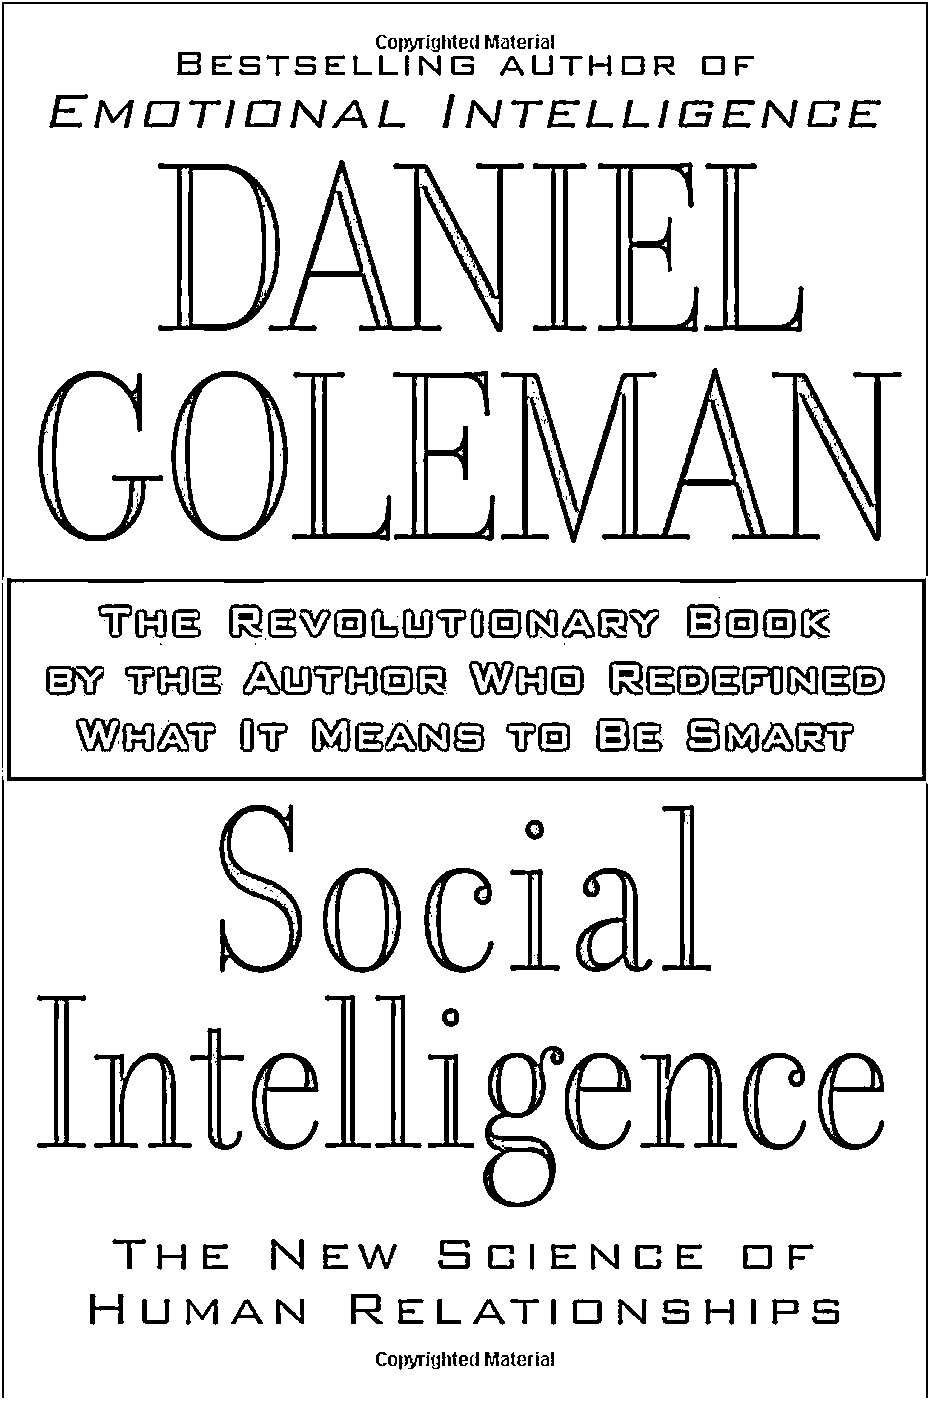 Copyrighted Material
BESTSELLING AUTHOR OF
EMOTIONAL INTELLIGENCE
DANIEL
GOLEMAN
THE REVOLUTIONARY BOOK
BY THE AUTHOR WHO REDEFINED
WHAT IT MEANS TO BE SMART
Social
Intelligence
THE NEW SCIENCE OF
HUMAN RELATIONSHIPS
Copyrighted Material